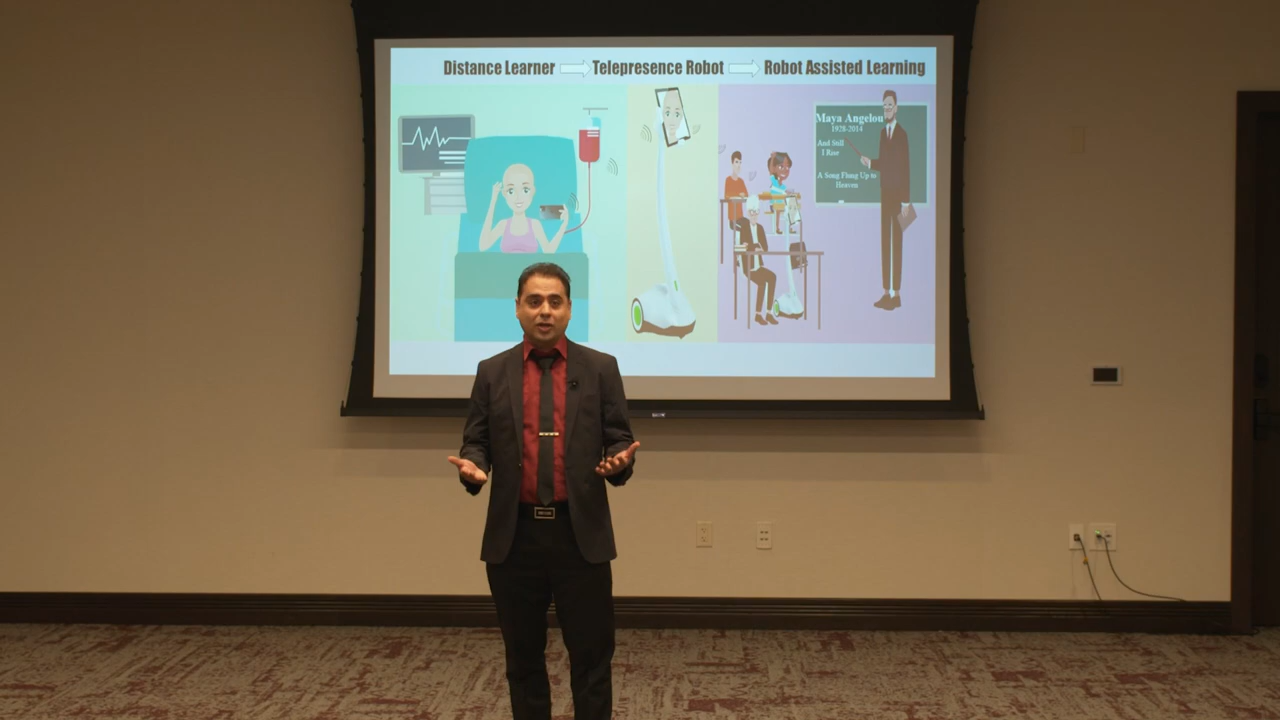 Distance Learner
Telepresence Robot
Robot Assisted Learning
Maya Angelou
1928-2014
And Still
I Rise
A Song Flung Up to
Heaven